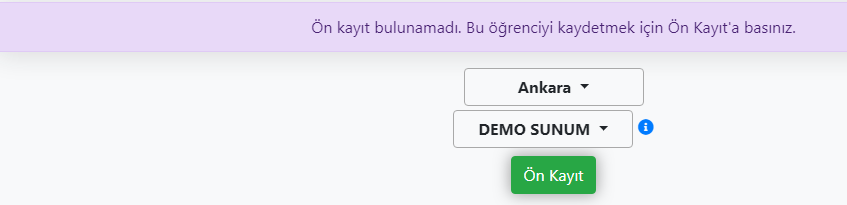 Ön kayıt bulunamadı. Bu öğrenciyi kaydetmek için Ön Kayıt'a basınız.
Ankara
DEMO SUNUM
Ön Kayıt